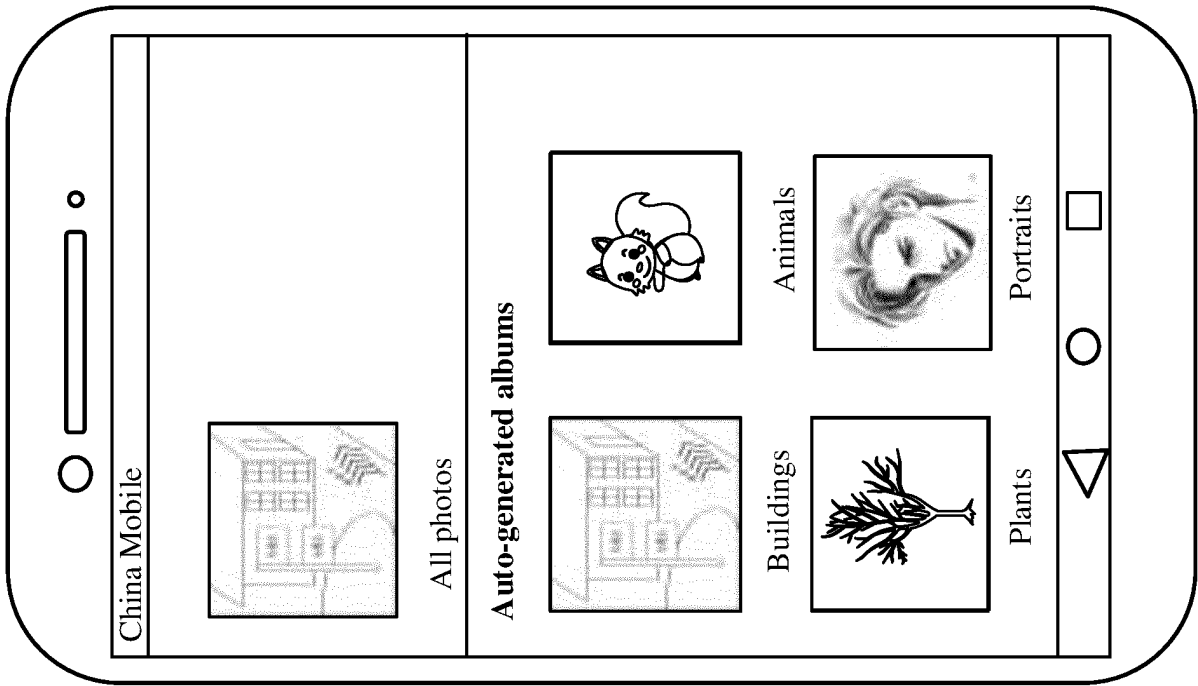 China Mobile
All photos
Auto-generated albums
Buildings
Animals
Plants
Portraits